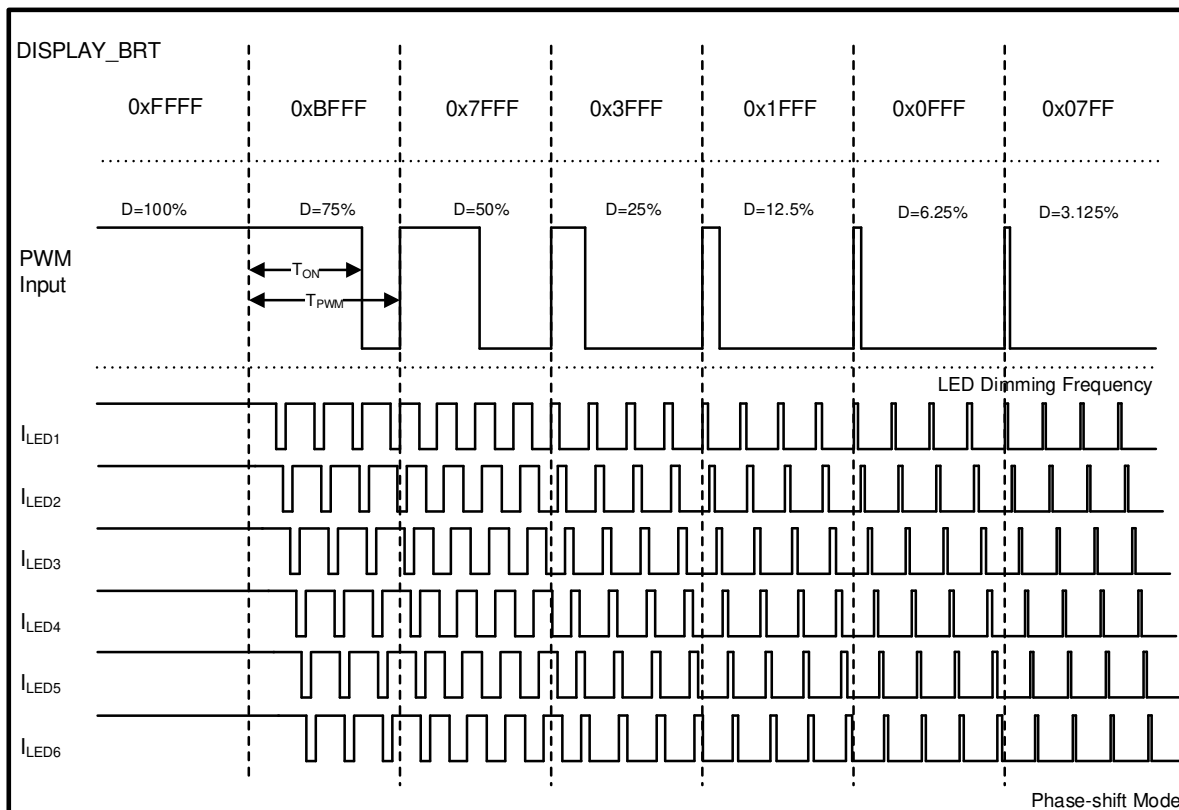 DISPLAY_BRT
0xFFFF 0xBFFF 0x7FFF 0x3FFF 0x1FFF 0x0FFF 0x07FF
D=100% D=75% D=50% D=25% D=12.5% D=6.25% D=3.125%
PWM
Input
TON
TPWM
LED Dimming Frequency
ILED1
ILED2
ILED3
ILED4
ILED5
ILED6
Phase-shift Mode